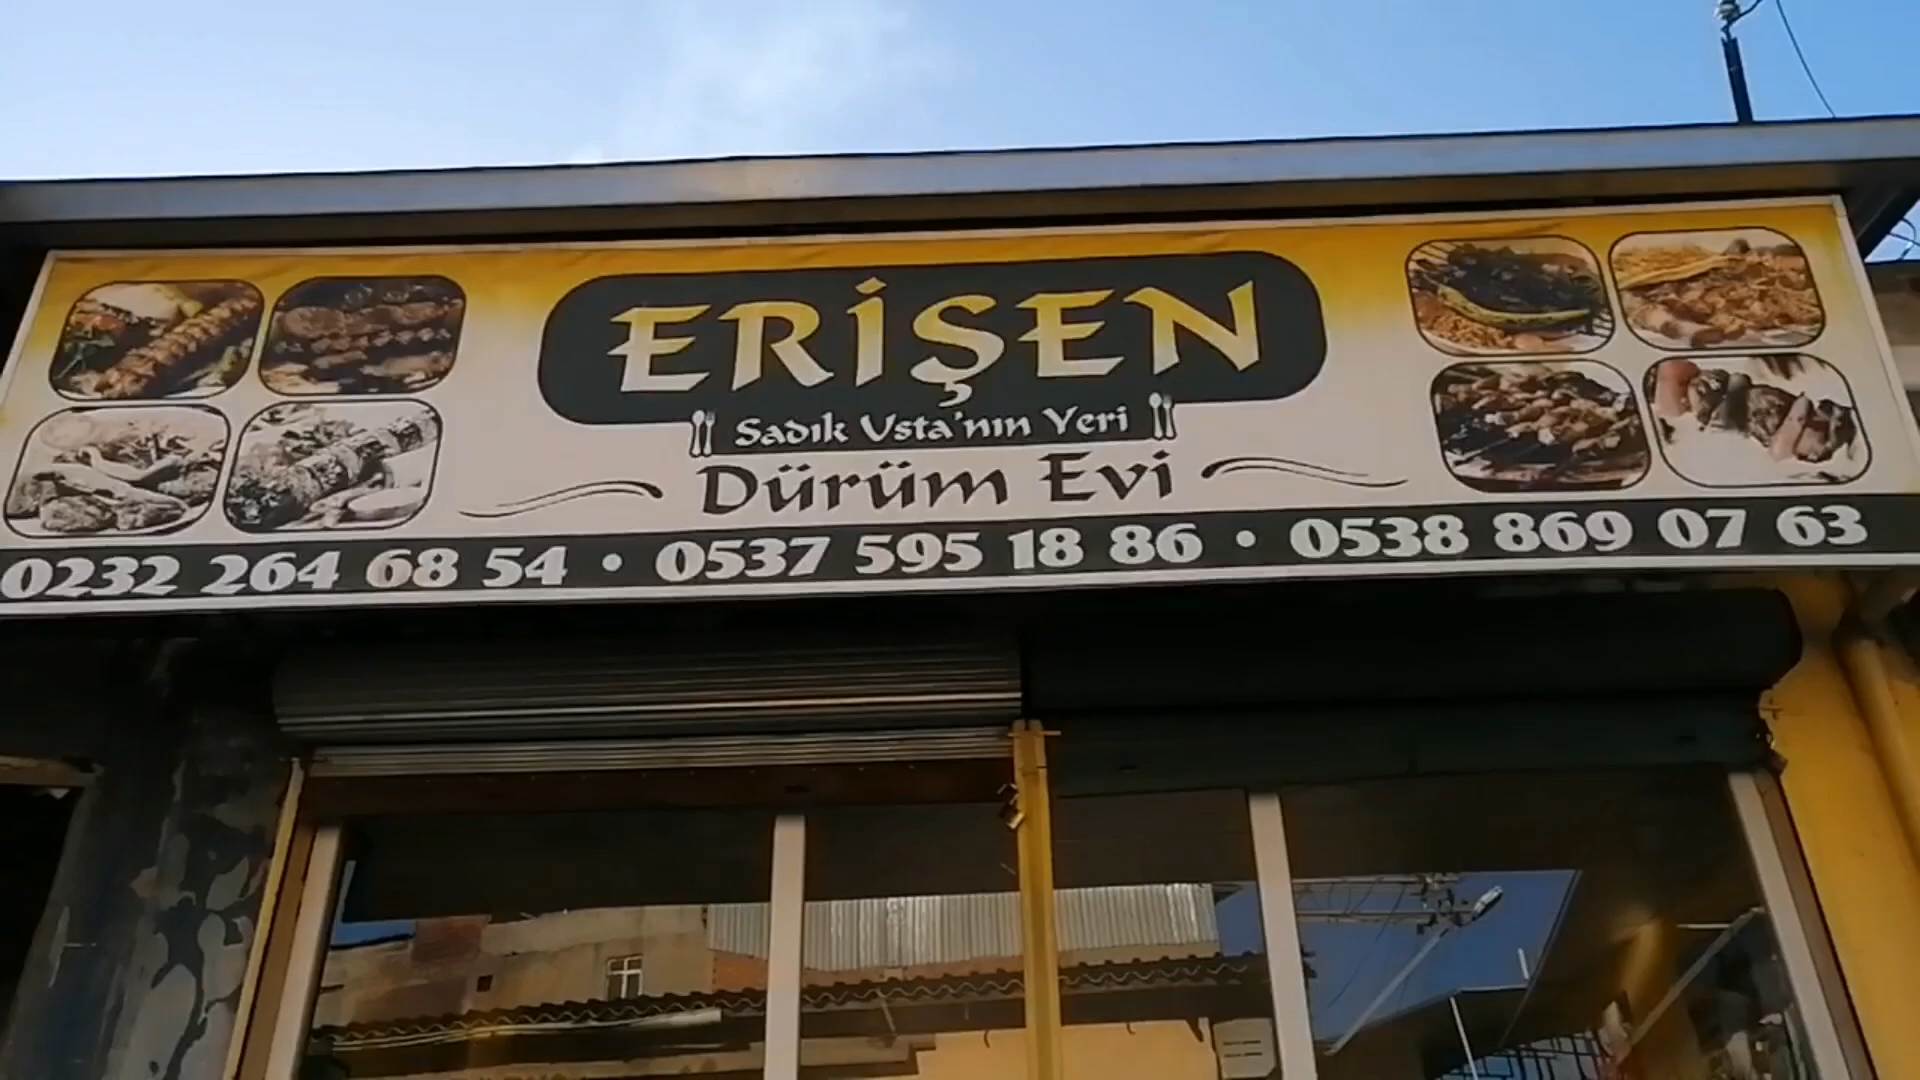 ERİŞEN
Sadık Usta'nın Yeri
Dürüm Evi
0232 264 68 54 • 0537 595 18 86 • 0538 869 07 63